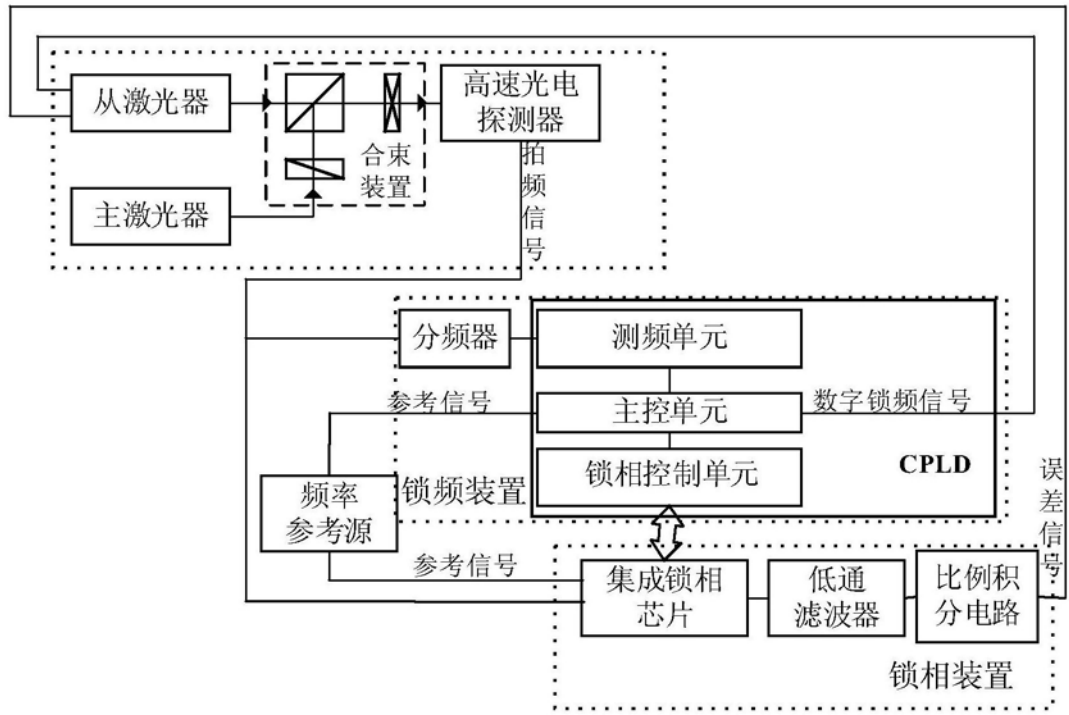 从激光器
高速光电
探测器
合束
装置
主激光器
拍
频
信
号
分频器
测频单元
参考信号
主控单元
数字锁频信号
锁相控制单元
CPLD
锁频装置
频率
参考源
误
差
信
号
参考信号
集成锁相
芯片
低通
滤波器
比例积
分电路
锁相装置